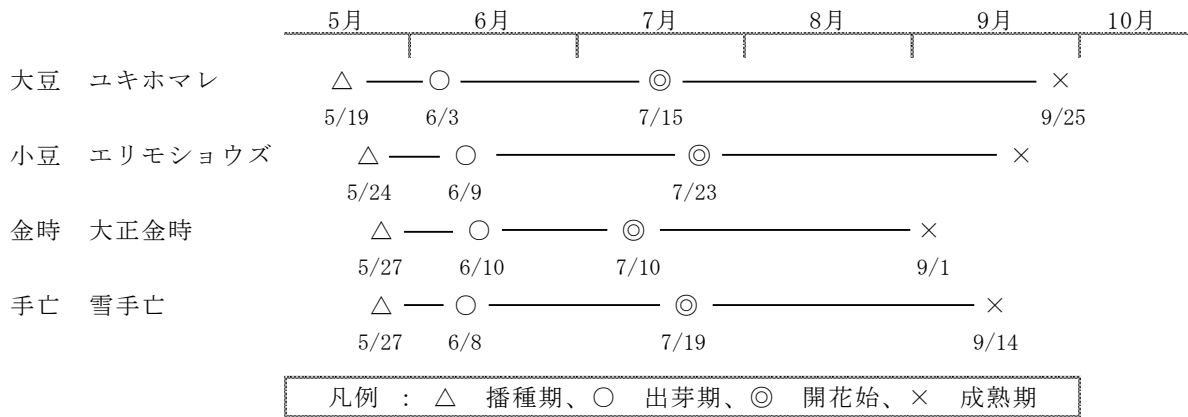 5月 6月 7月 8月 9月 10月
大豆 ユキホマレ △ ○ ◎ ×
5/19 6/3 7/15 9/25
小豆 エリモショウズ △ ○ ◎ ×
5/24 6/9 7/23
金時 大正金時 △ ○ ◎ ×
5/27 6/10 7/10 9/1
手亡 雪手亡 △ ○ ◎ ×
5/27 6/8 7/19 9/14
凡例 : △ 播種期、○ 出芽期、◎ 開花始、× 成熟期